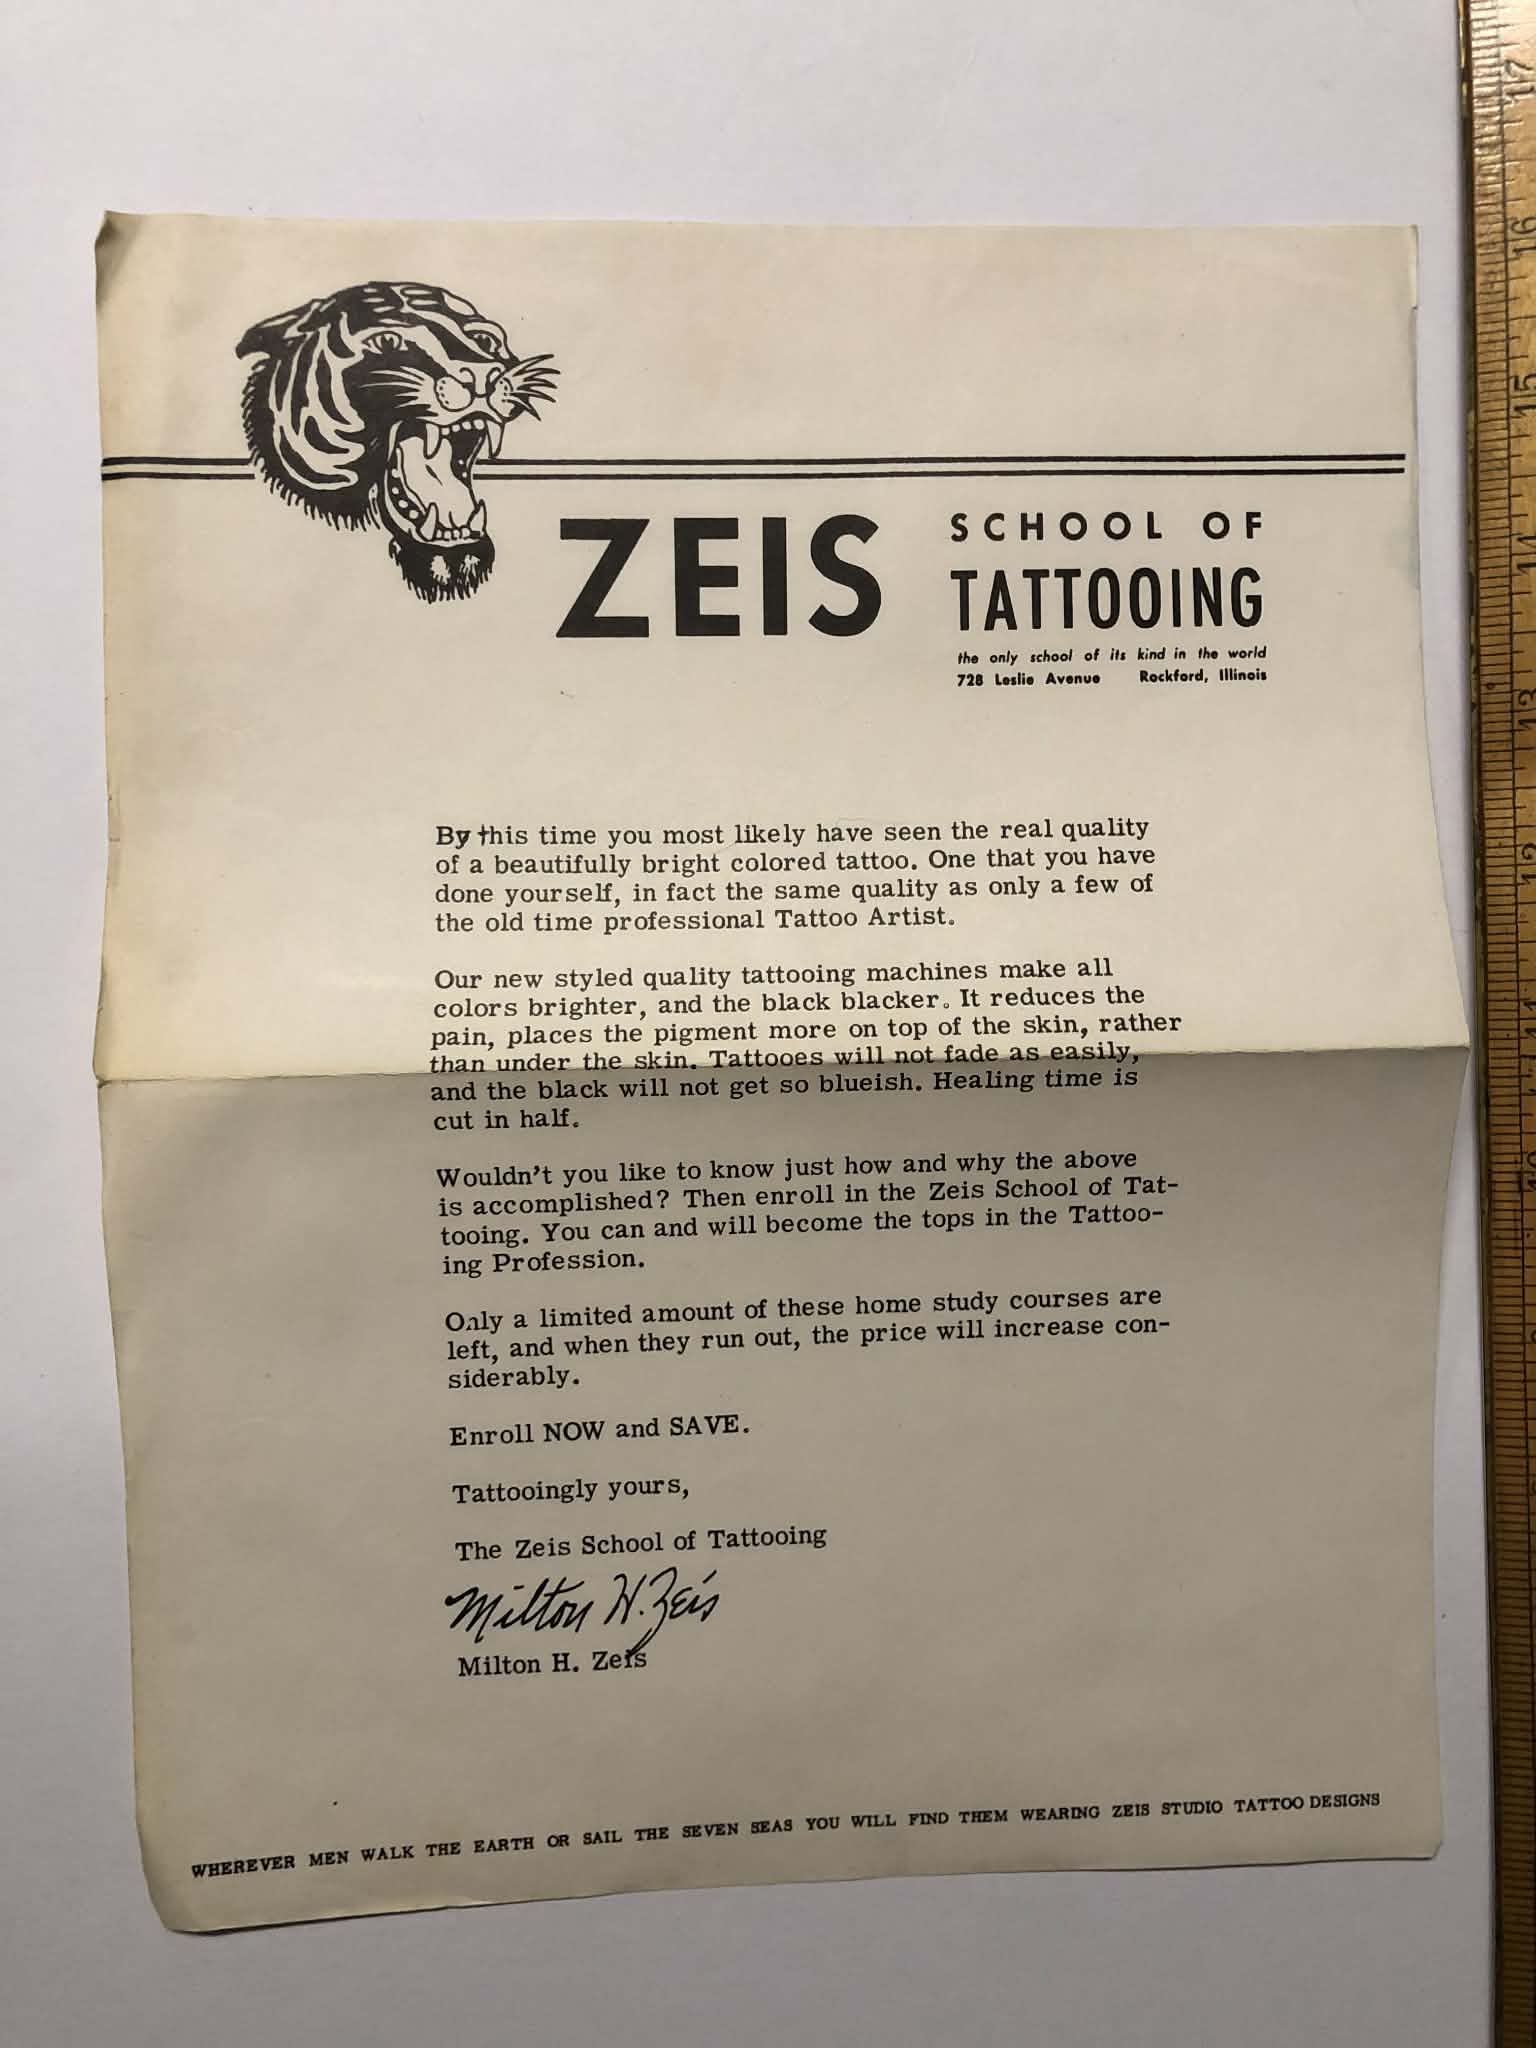 ZEIS
SCHOOL OF
TATTOOING
the only school of its kind in the world
728 Leslie Avenue Rockford, Illinois
By this time you most likely have seen the real quality
of a beautifully bright colored tattoo. One that you have
done yourself, in fact the same quality as only a few of
the old time professional Tattoo Artist.
Our new styled quality tattooing machines make all
colors brighter, and the black blacker. It reduces the
pain, places the pigment more on top of the skin, rather
than under the skin. Tattooes will not fade as easily,
and the black will not get so blueish. Healing time is
cut in half.
Wouldn't you like to know just how and why the above
is accomplished? Then enroll in the Zeis School of Tat-
tooing. You can and will become the tops in the Tattoo-
ing Profession.
Only a limited amount of these home study courses are
left, and when they run out, the price will increase con-
siderably.
Enroll NOW and SAVE.
Tattooingly yours,
The Zeis School of Tattooing
Milton H. Zeis
Milton H. Zeis
WHEREVER MEN WALK THE EARTH OR SAIL THE SEVEN SEAS YOU WILL FIND THEM WEARING ZEIS STUDIO TATTOO DESIGNS
17
16
15
14
13
12
11
10